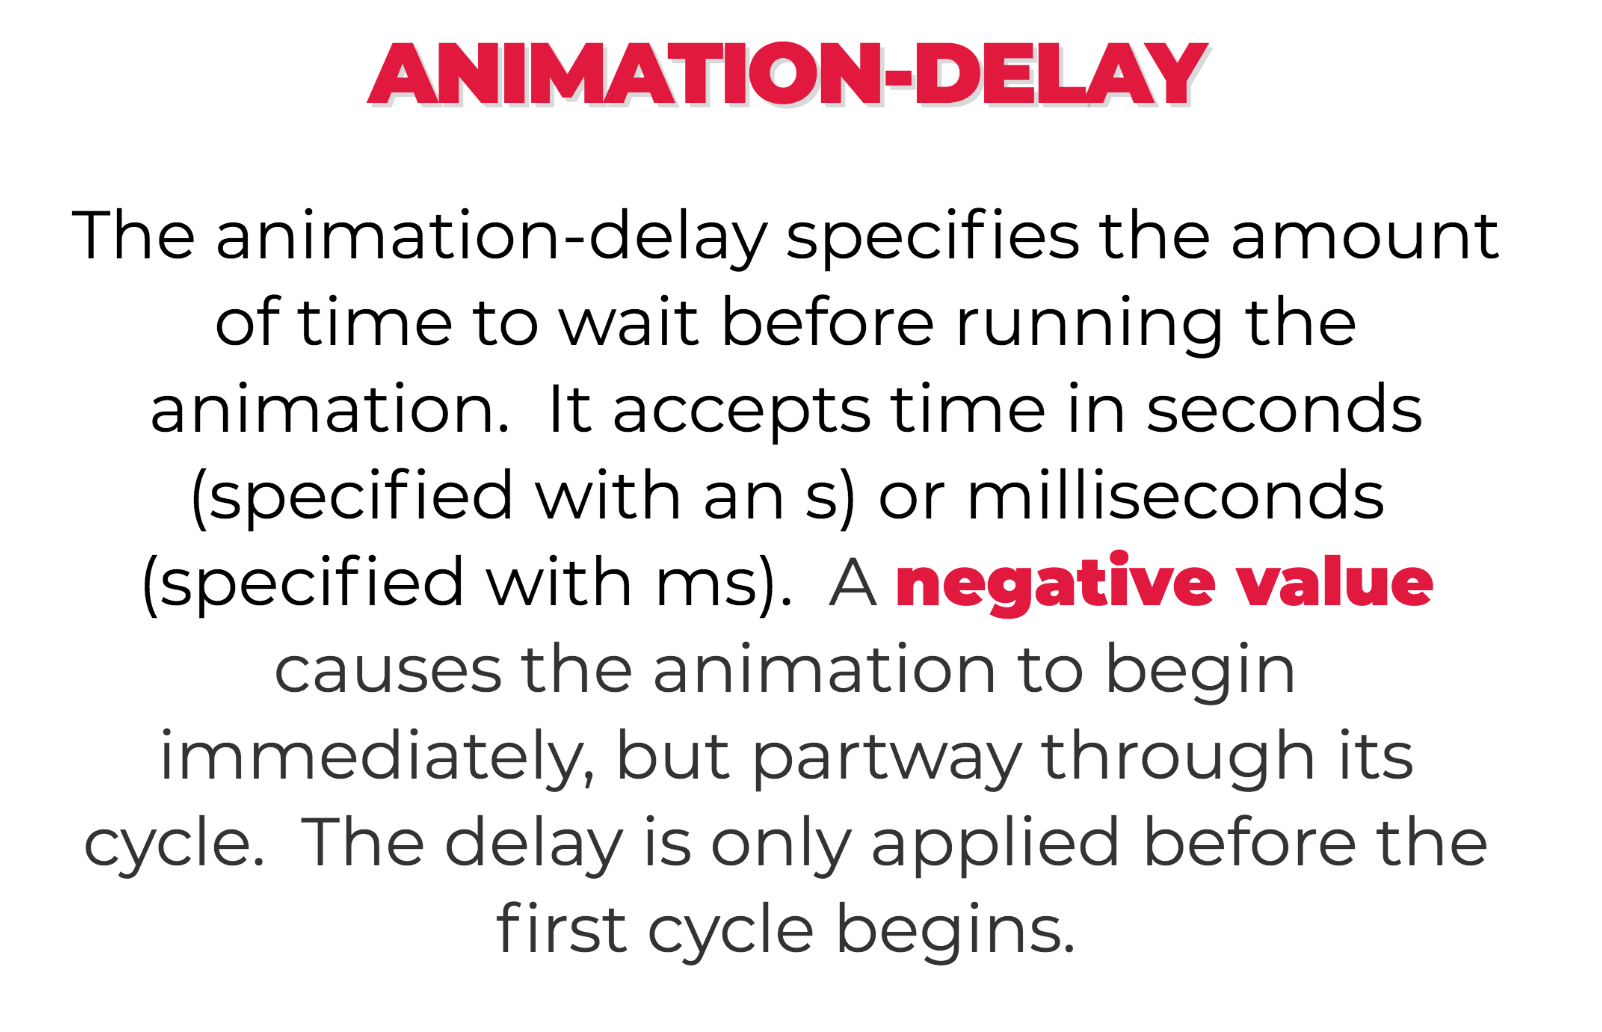 ANIMATION-DELAY
The animation-delay specifies the amount
of time to wait before running the
animation.  It accepts time in seconds
(specified with an s) or milliseconds
(specified with ms).  A negative value
causes the animation to begin
immediately, but partway through its
cycle.  The delay is only applied before the
first cycle begins.